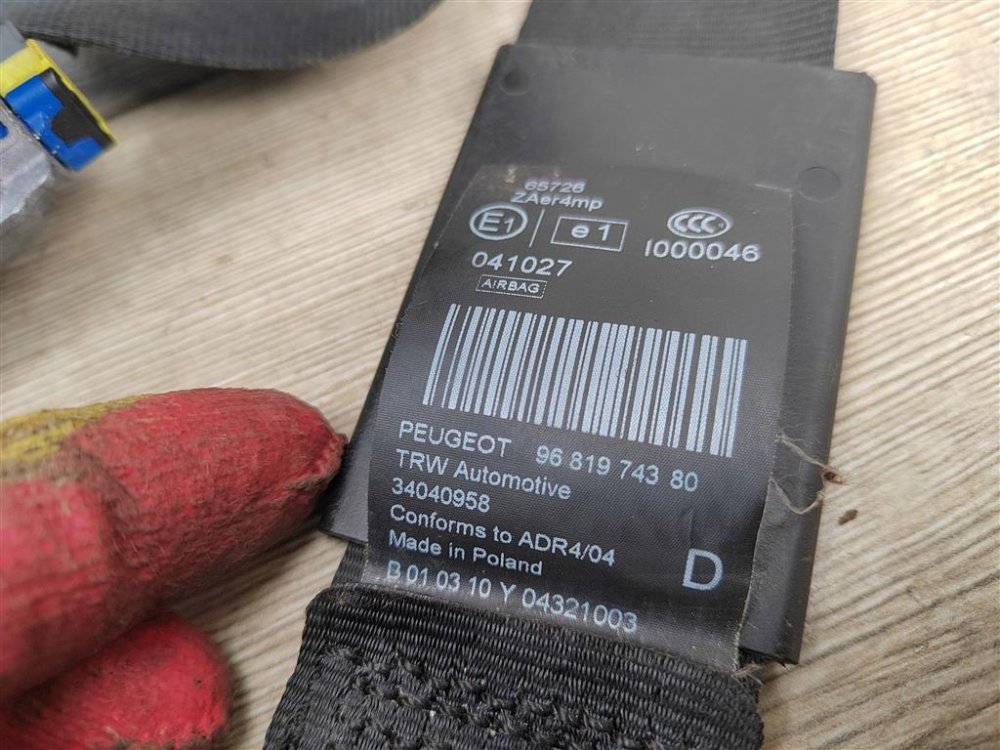 65726
ZAer4mp
E1 e1 CCC
041027 I000046
AIRBAG
PEUGEOT 96 819 743 80
TRW Automotive
34040958
Conforms to ADR4/04
Made in Poland
D
B 01 03 10 Y 04321003